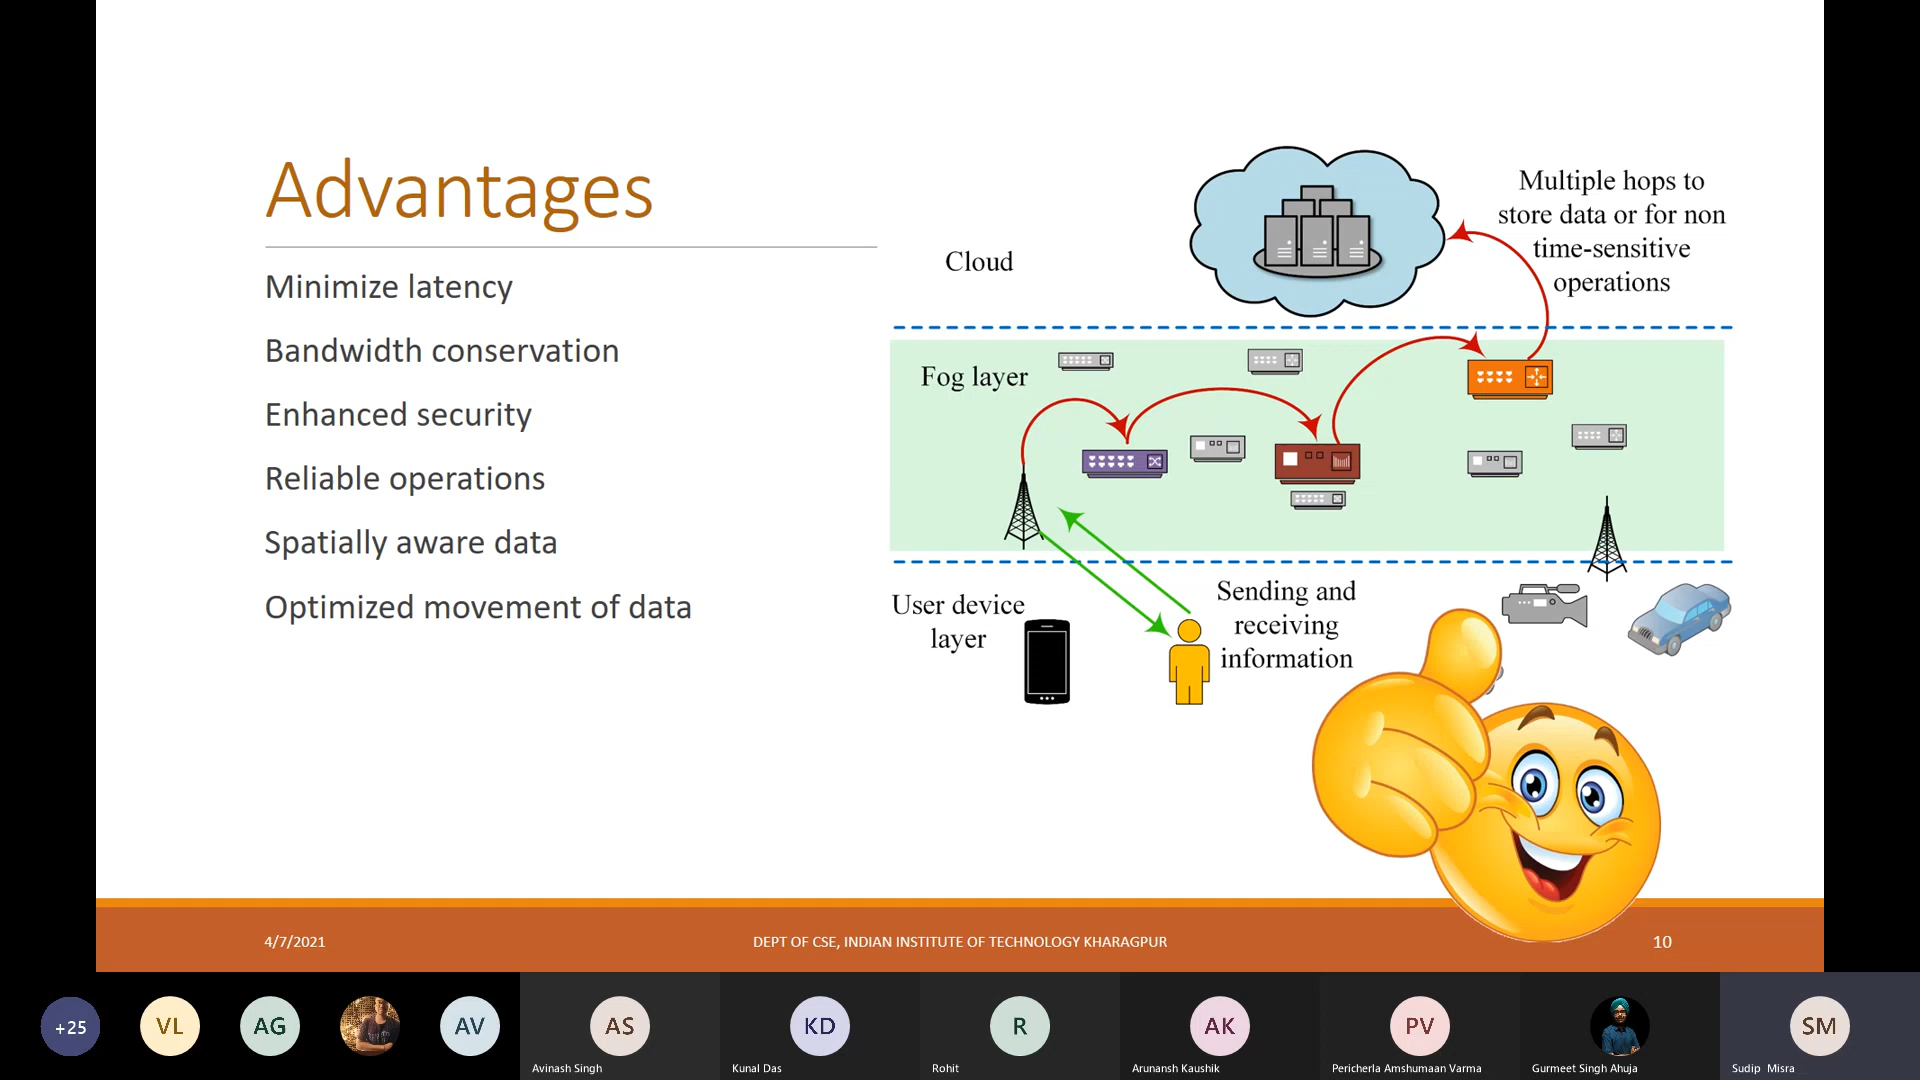 Advantages
Minimize latency
Bandwidth conservation
Enhanced security
Reliable operations
Spatially aware data
Optimized movement of data
Cloud
Multiple hops to
store data or for non
time-sensitive
operations
Fog layer
User device
layer
Sending and
receiving
information
4/7/2021
DEPT OF CSE, INDIAN INSTITUTE OF TECHNOLOGY KHARAGPUR
10
+25
VL
AG
AV
AS
Avinash Singh
KD
Kunal Das
R
Rohit
AK
Arunansh Kaushik
PV
Pericherla Amshumaan Varma
Gurmeet Singh Ahuja
SM
Sudip Misra